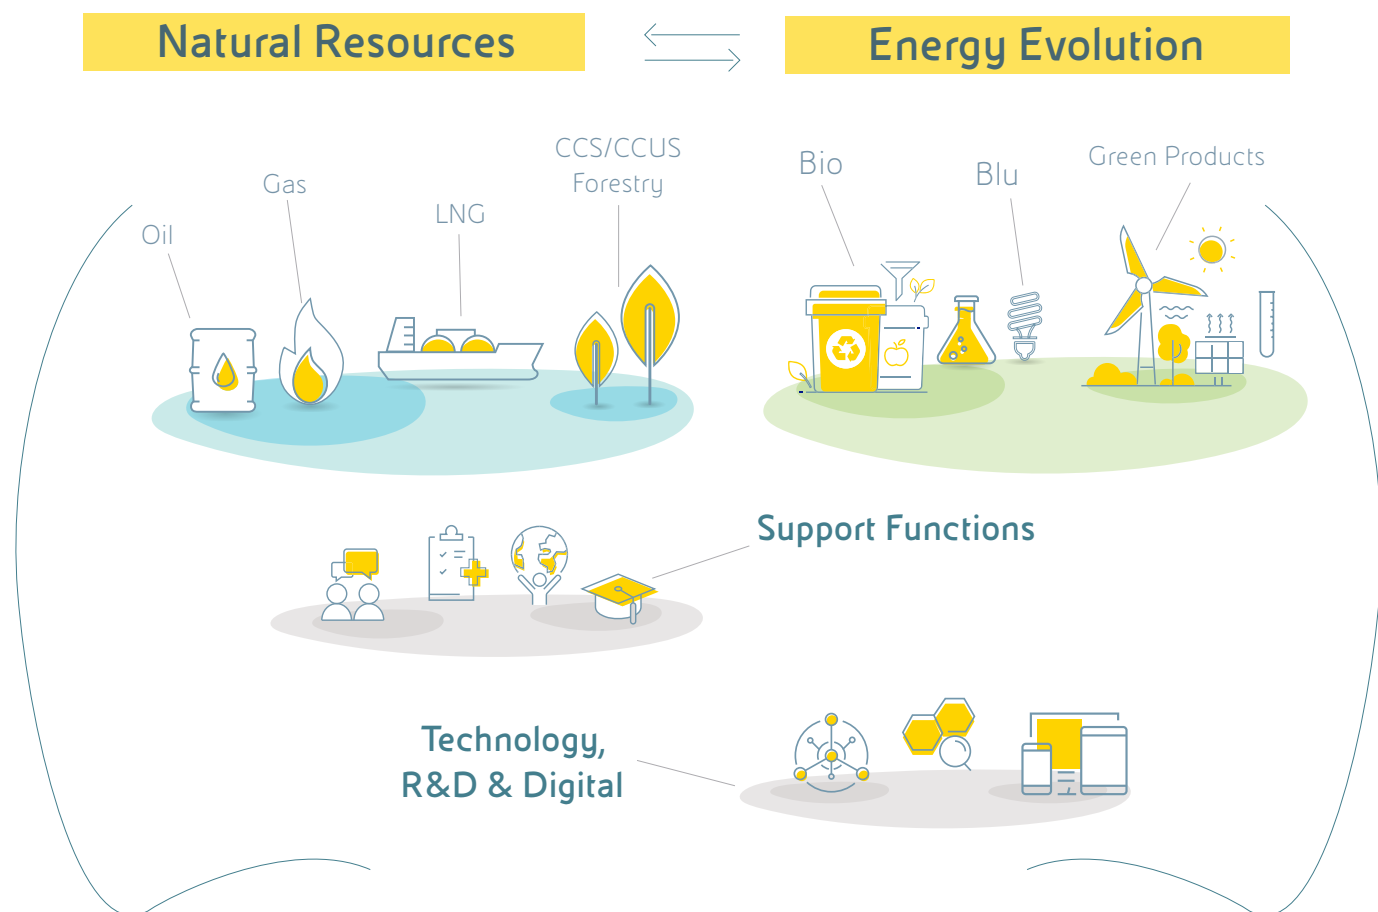 Natural Resources
Energy Evolution
CCS/CCUS
Forestry
Gas
LNG
Oil
Bio
Blu
Green Products
Support Functions
Technology,
R&D & Digital